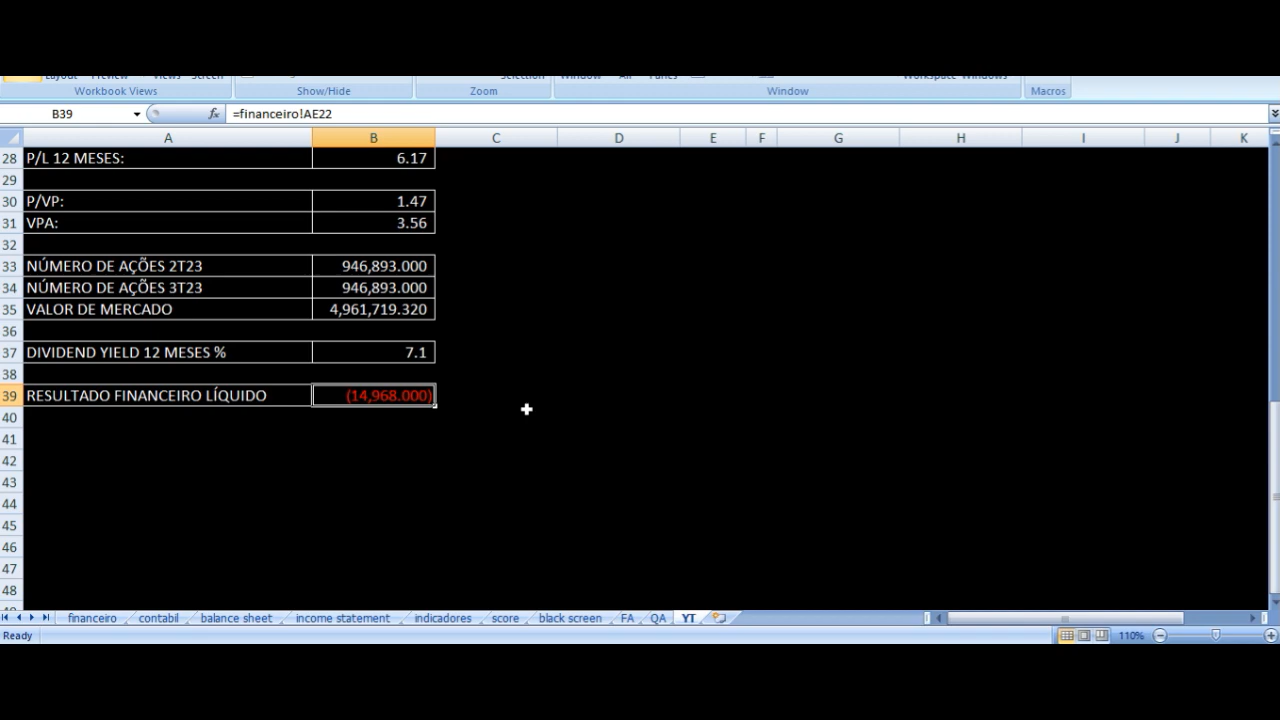 Workbook Views Show/Hide Zoom Window Macros
B39 fx =financeiro!AE22
A B C D E F G H I J K
28 P/L 12 MESES: 6.17
29
30 P/VP: 1.47
31 VPA: 3.56
32
33 NÚMERO DE AÇÕES 2T23 946,893.000
34 NÚMERO DE AÇÕES 3T23 946,893.000
35 VALOR DE MERCADO 4,961,719.320
36
37 DIVIDEND YIELD 12 MESES % 7.1
38
39 RESULTADO FINANCEIRO LÍQUIDO (14,968.000)
40
41
42
43
44
45
46
47
48
financeiro contabil balance sheet income statement indicadores score black screen FA QA YT
Ready 110%